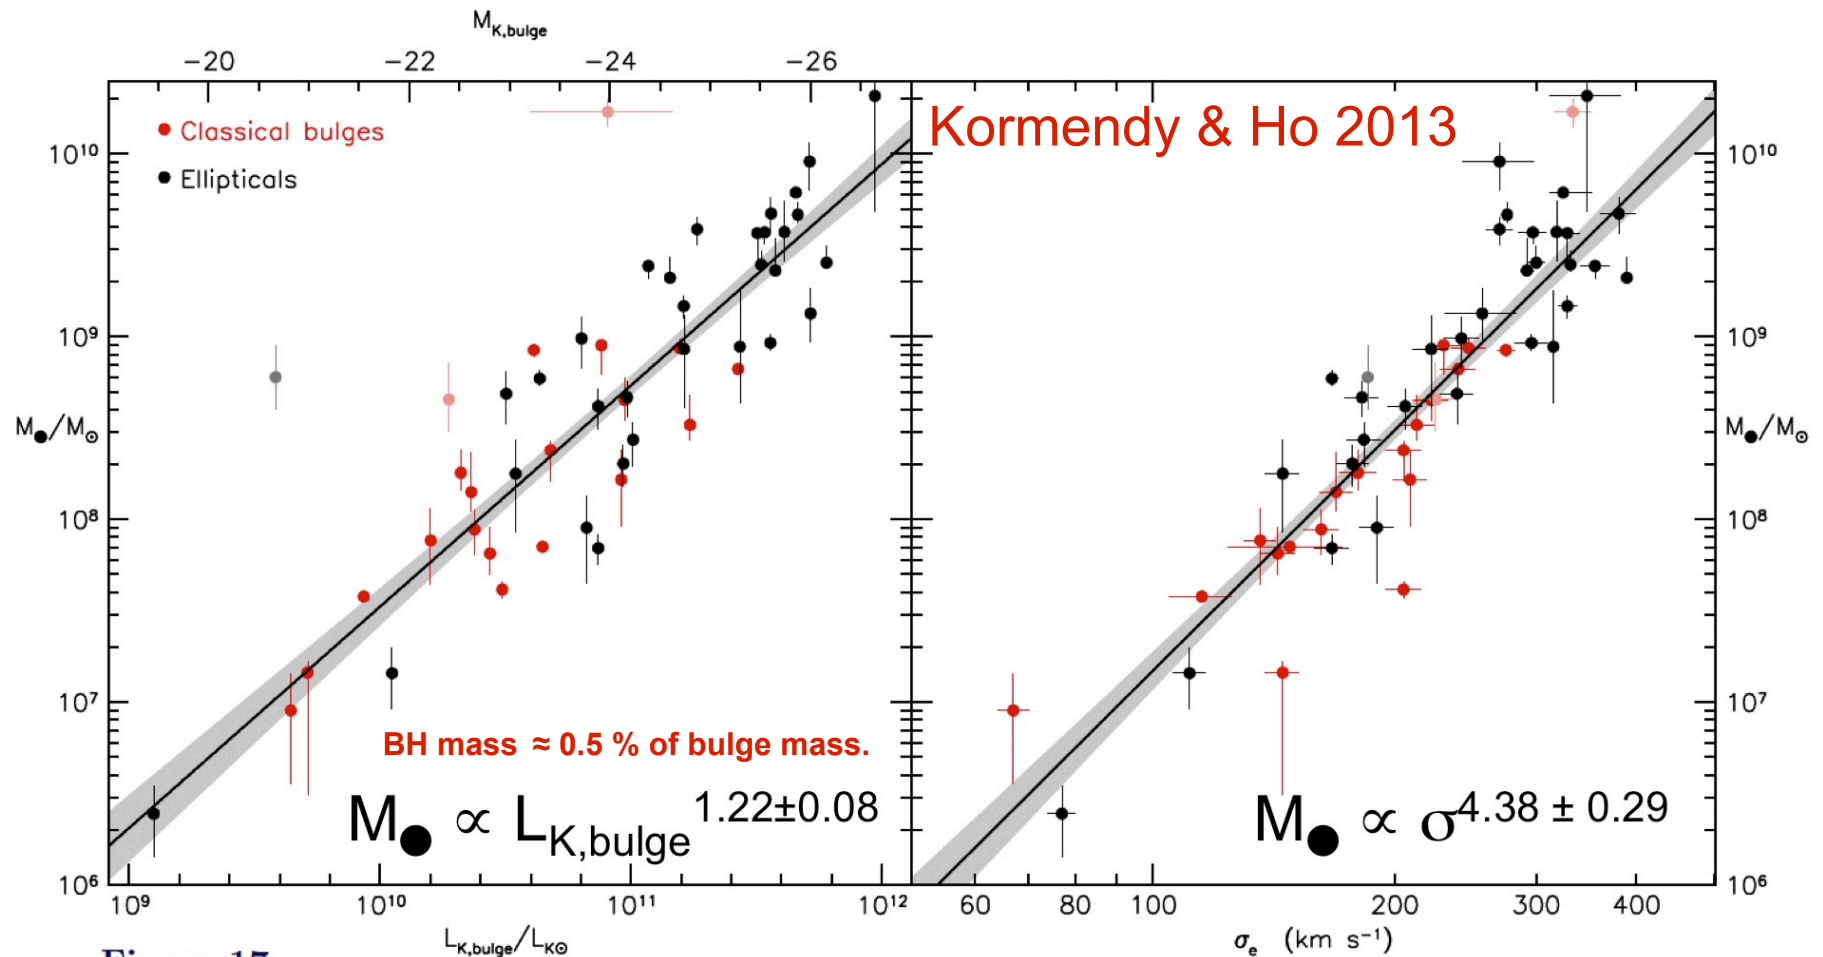 M_K,bulge
−20 −22 −24 −26
Classical bulges
Ellipticals
Kormendy & Ho 2013
10¹⁰ 10¹⁰
10⁹ 10⁹
M●/M☉ M●/M☉
10⁸ 10⁸
10⁷ 10⁷
BH mass ≈ 0.5 % of bulge mass.
M● ∝ L_K,bulge^1.22±0.08
M● ∝ σ^4.38 ± 0.29
10⁶ 10⁶
10⁹ 10¹⁰ 10¹¹ 10¹² 60 80 100 200 300 400
L_K,bulge/L_K☉
σ_e (km s⁻¹)